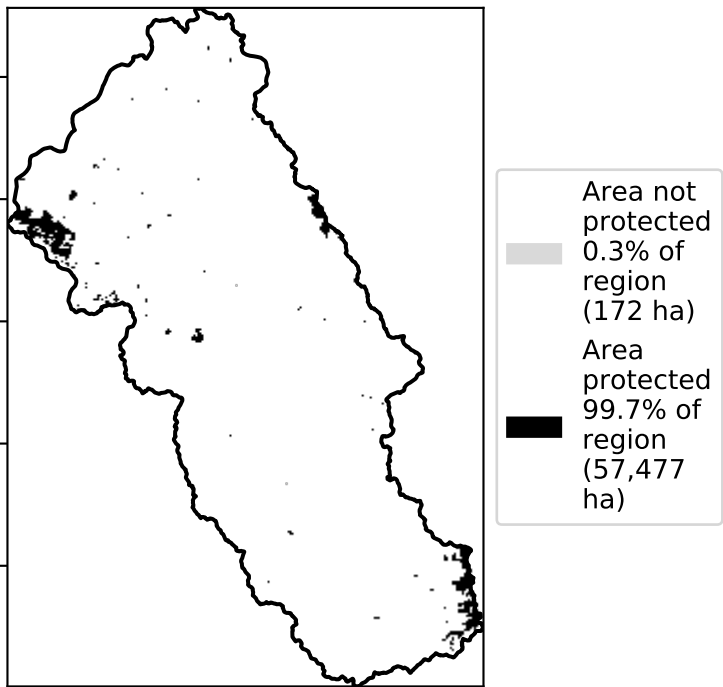 Area not
protected
0.3% of
region
(172 ha)
Area
protected
99.7% of
region
(57,477
ha)